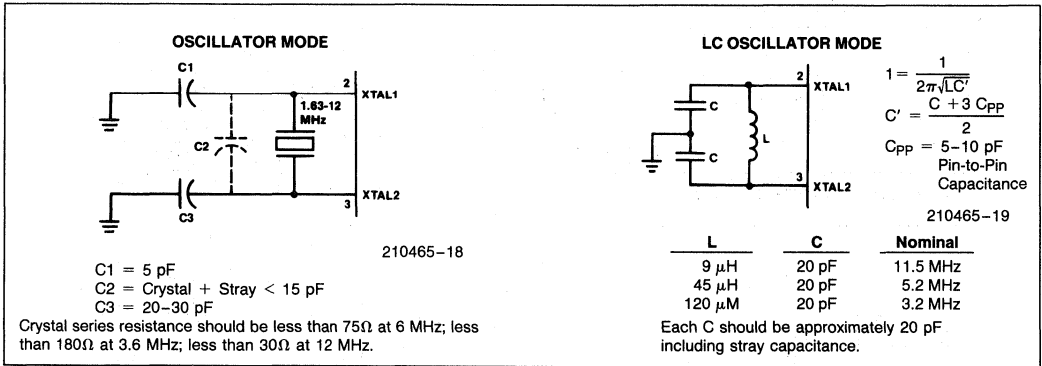 OSCILLATOR MODE
C1
2
XTAL1
1.63-12
MHz
C2
XTAL2
3
C3
210465-18
C1 = 5 pF
C2 = Crystal + Stray < 15 pF
C3 = 20-30 pF
Crystal series resistance should be less than 75Ω at 6 MHz; less
than 180Ω at 3.6 MHz; less than 30Ω at 12 MHz.
LC OSCILLATOR MODE
2
XTAL1
C
L
C
3
XTAL2
1 = 1 / 2π√LC′
C′ = C + 3 CPP / 2
CPP = 5-10 pF
Pin-to-Pin
Capacitance
210465-19
L C Nominal
9 μH 20 pF 11.5 MHz
45 μH 20 pF 5.2 MHz
120 μM 20 pF 3.2 MHz
Each C should be approximately 20 pF
including stray capacitance.